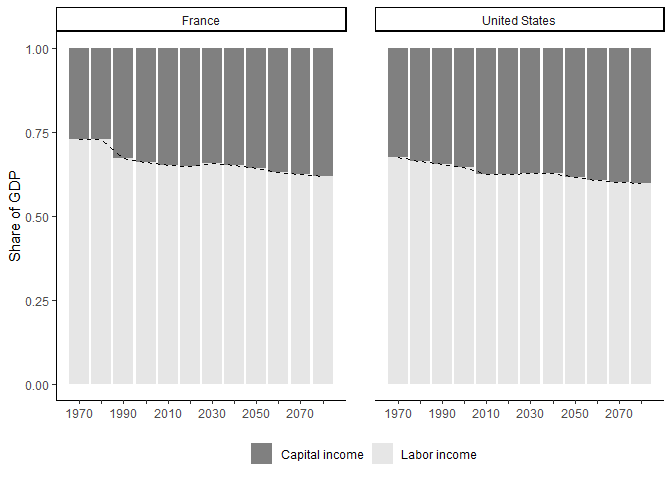 France United States
Share of GDP
1.00
0.75
0.50
0.25
0.00
1970 1990 2010 2030 2050 2070 1970 1990 2010 2030 2050 2070
Capital income Labor income